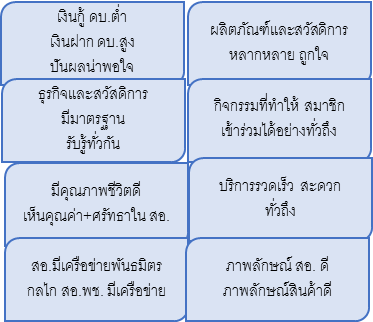 เงินกู้ ดบ.ต่ำ
เงินฝาก ดบ.สูง
ปันผลน่าพอใจ
ผลิตภัณฑ์และสวัสดิการ
หลากหลาย ถูกใจ
ธุรกิจและสวัสดิการ
มีมาตรฐาน
รับรู้ทั่วกัน
กิจกรรมที่ทำให้ สมาชิก
เข้าร่วมได้อย่างทั่วถึง
มีคุณภาพชีวิตดี
เห็นคุณค่า+ศรัทธาใน สอ.
บริการรวดเร็ว สะดวก
ทั่วถึง
สอ.มีเครือข่ายพันธมิตร
กลไก สอ.พช. มีเครือข่าย
ภาพลักษณ์ สอ. ดี
ภาพลักษณ์สินค้าดี